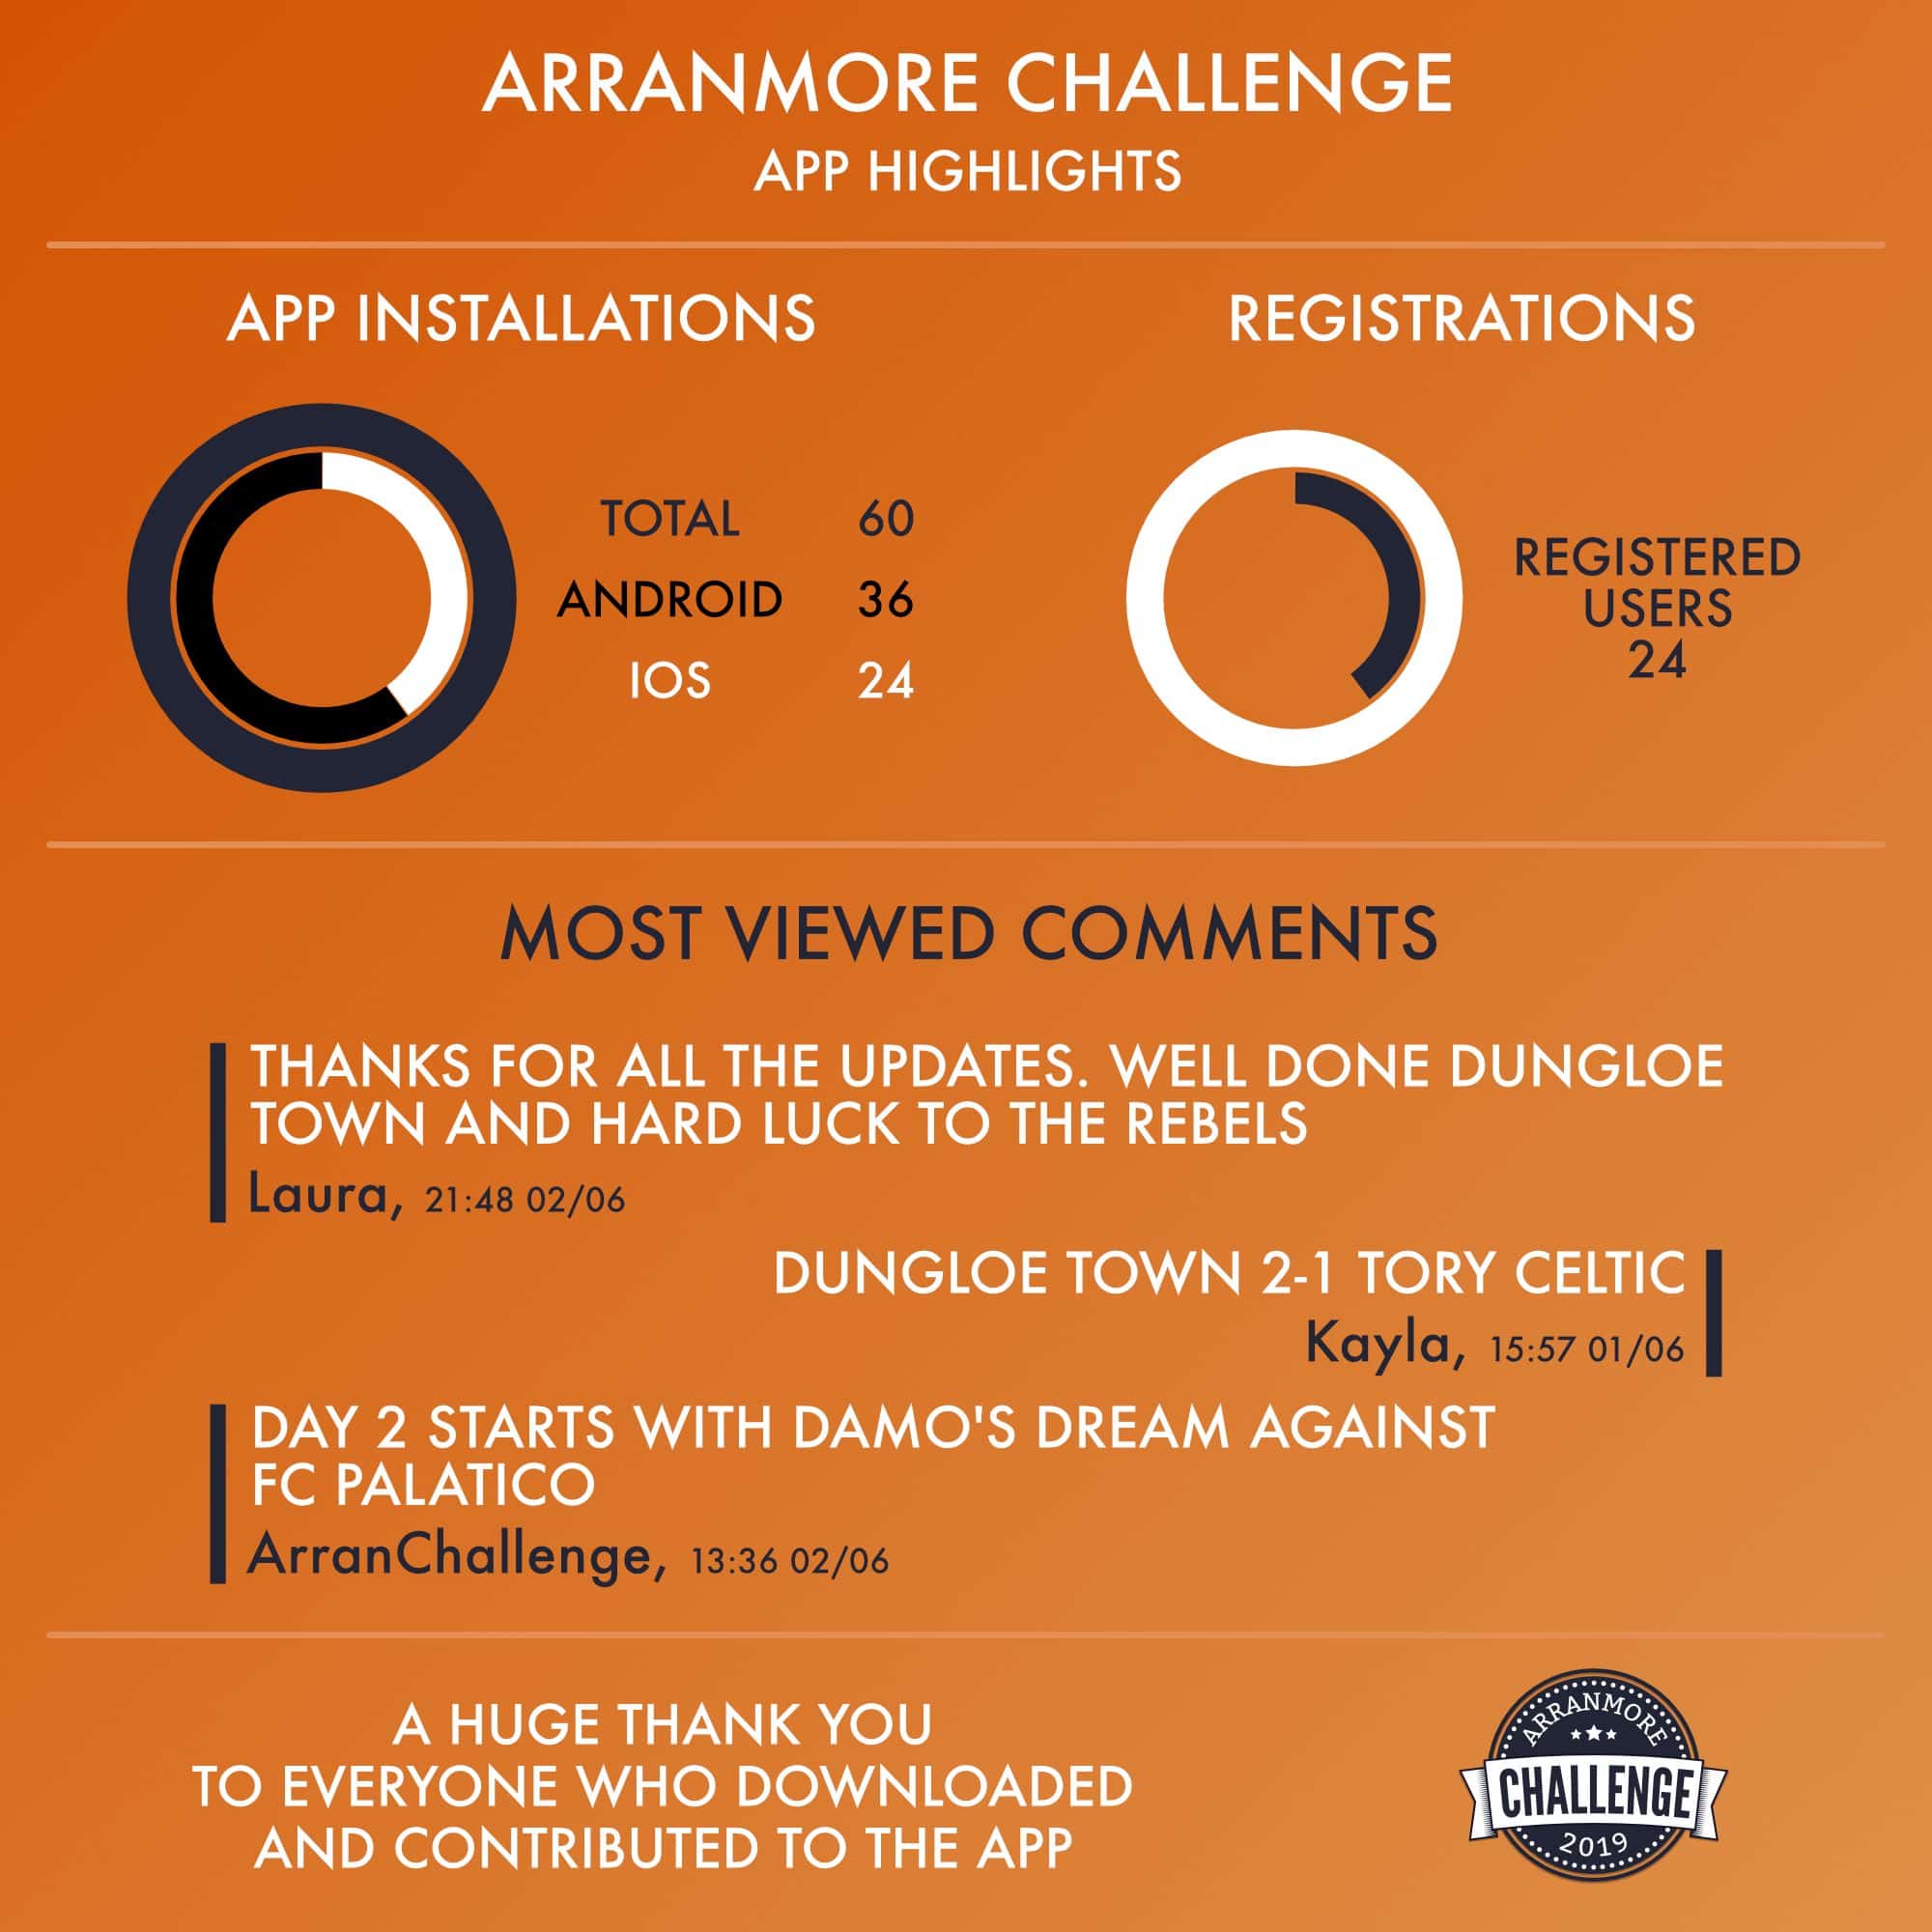 ARRANMORE CHALLENGE
APP HIGHLIGHTS
APP INSTALLATIONS
TOTAL 60
ANDROID 36
IOS 24
REGISTRATIONS
REGISTERED
USERS
24
MOST VIEWED COMMENTS
THANKS FOR ALL THE UPDATES. WELL DONE DUNGLOE
TOWN AND HARD LUCK TO THE REBELS
Laura, 21:48 02/06
DUNGLOE TOWN 2-1 TORY CELTIC
Kayla, 15:57 01/06
DAY 2 STARTS WITH DAMO'S DREAM AGAINST
FC PALATICO
ArranChallenge, 13:36 02/06
A HUGE THANK YOU
TO EVERYONE WHO DOWNLOADED
AND CONTRIBUTED TO THE APP
ARRANMORE
CHALLENGE
2019